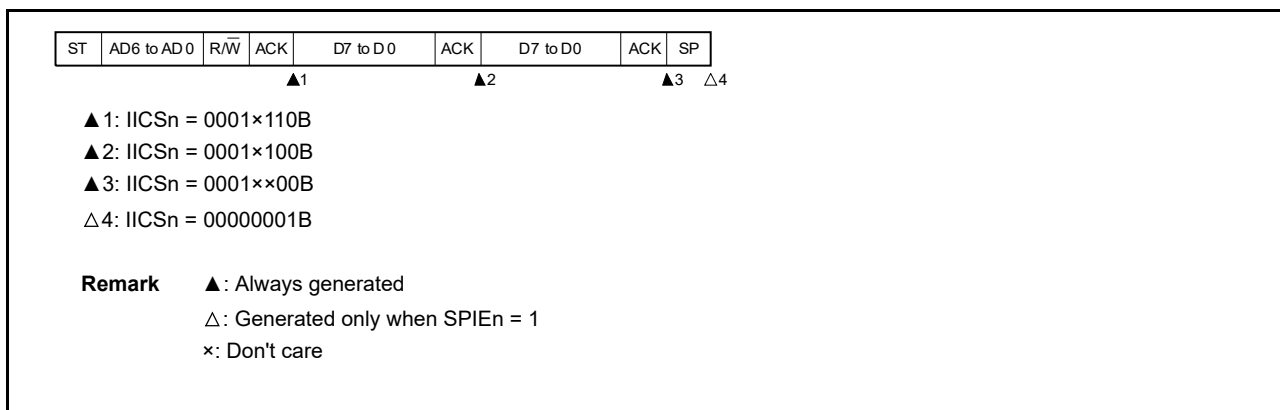 ST AD6 to AD0 R/W̅ ACK D7 to D0 ACK D7 to D0 ACK SP
▲1 ▲2 ▲3 △4
▲1: IICSn = 0001×110B
▲2: IICSn = 0001×100B
▲3: IICSn = 0001××00B
△4: IICSn = 00000001B
Remark ▲: Always generated
△: Generated only when SPIEn = 1
×: Don't care